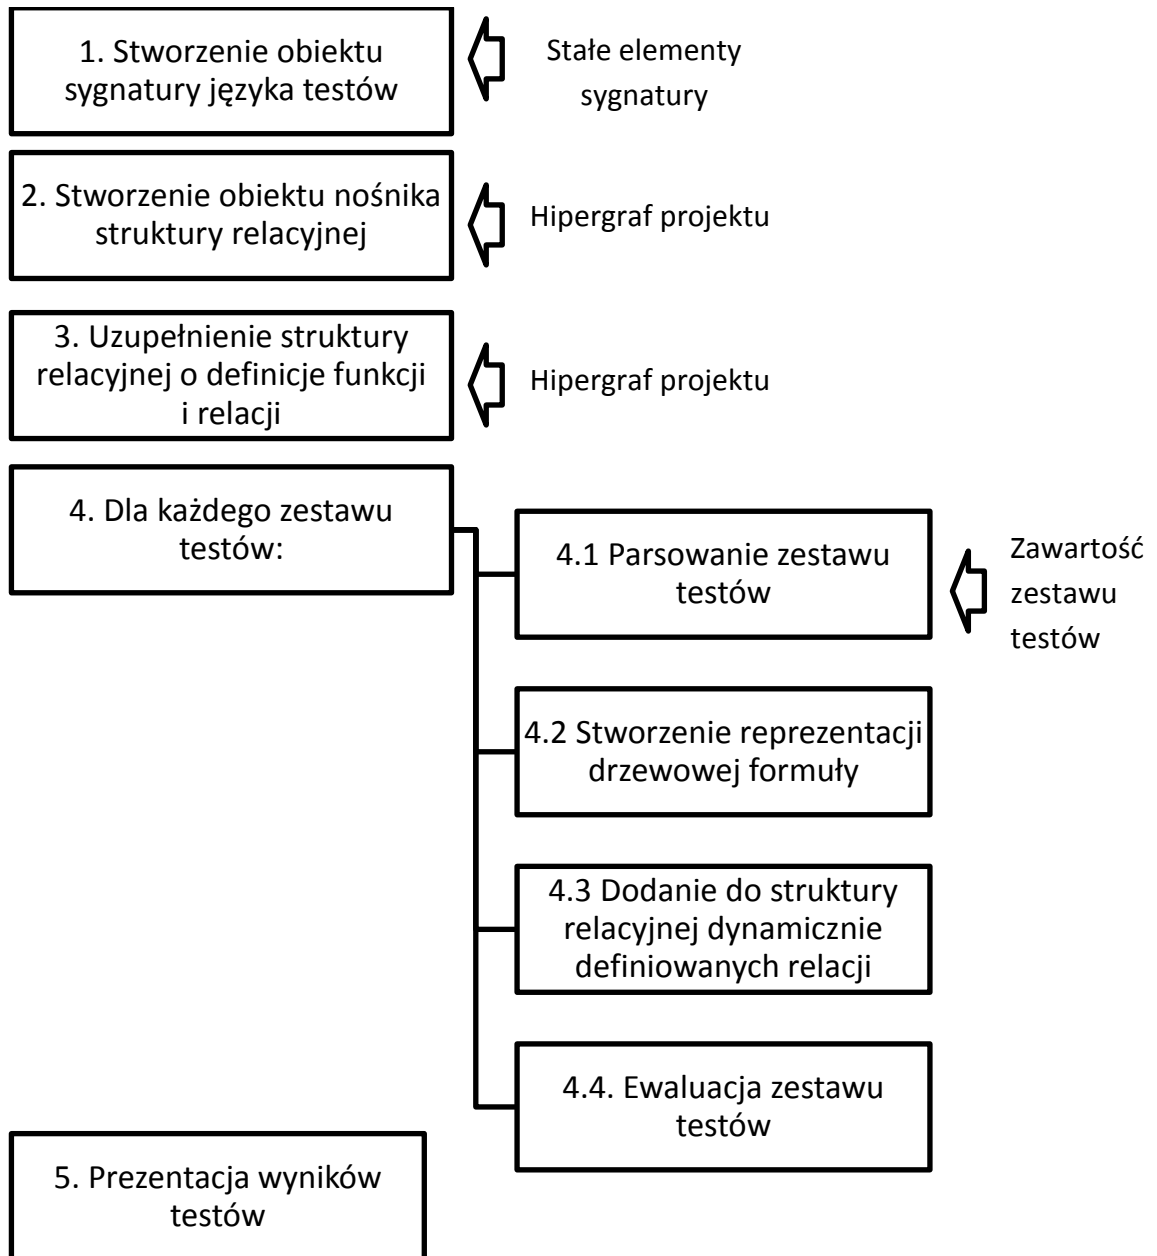 1. Stworzenie obiektu
sygnatury języka testów
Stałe elementy
sygnatury
2. Stworzenie obiektu nośnika
struktury relacyjnej
Hipergraf projektu
3. Uzupełnienie struktury
relacyjnej o definicje funkcji
i relacji
Hipergraf projektu
4. Dla każdego zestawu
testów:
4.1 Parsowanie zestawu
testów
Zawartość
zestawu
testów
4.2 Stworzenie reprezentacji
drzewowej formuły
4.3 Dodanie do struktury
relacyjnej dynamicznie
definiowanych relacji
4.4. Ewaluacja zestawu
testów
5. Prezentacja wyników
testów